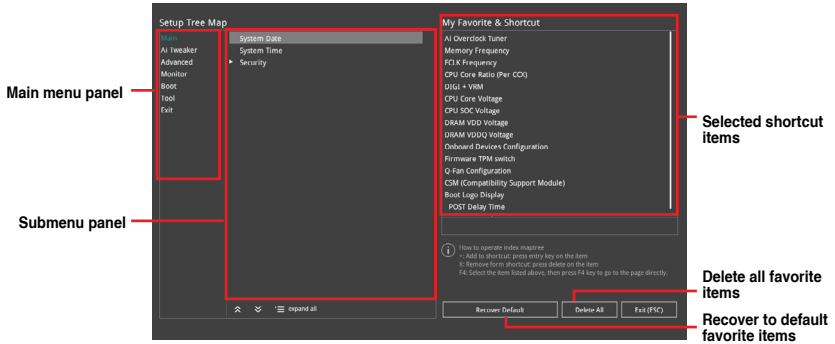 Setup Tree Map
Main
Ai Tweaker
Advanced
Monitor
Boot
Tool
Exit
System Date
System Time
Security
expand all
My Favorite & Shortcut
Ai Overclock Tuner
Memory Frequency
FCLK Frequency
CPU Core Ratio (Per CCX)
DIGI + VRM
CPU Core Voltage
CPU SOC Voltage
DRAM VDD Voltage
DRAM VDDQ Voltage
Onboard Devices Configuration
Firmware TPM switch
Q-Fan Configuration
CSM (Compatibility Support Module)
Boot Logo Display
POST Delay Time
How to operate index maptree
+: Add to shortcut: press entry key on the item
X: Remove form shortcut: press delete on the item
F4: Select the item listed above, then press F4 key to go to the page directly.
Recover Default
Delete All
Exit (ESC)
Main menu panel
Submenu panel
Selected shortcut
items
Delete all favorite
items
Recover to default
favorite items